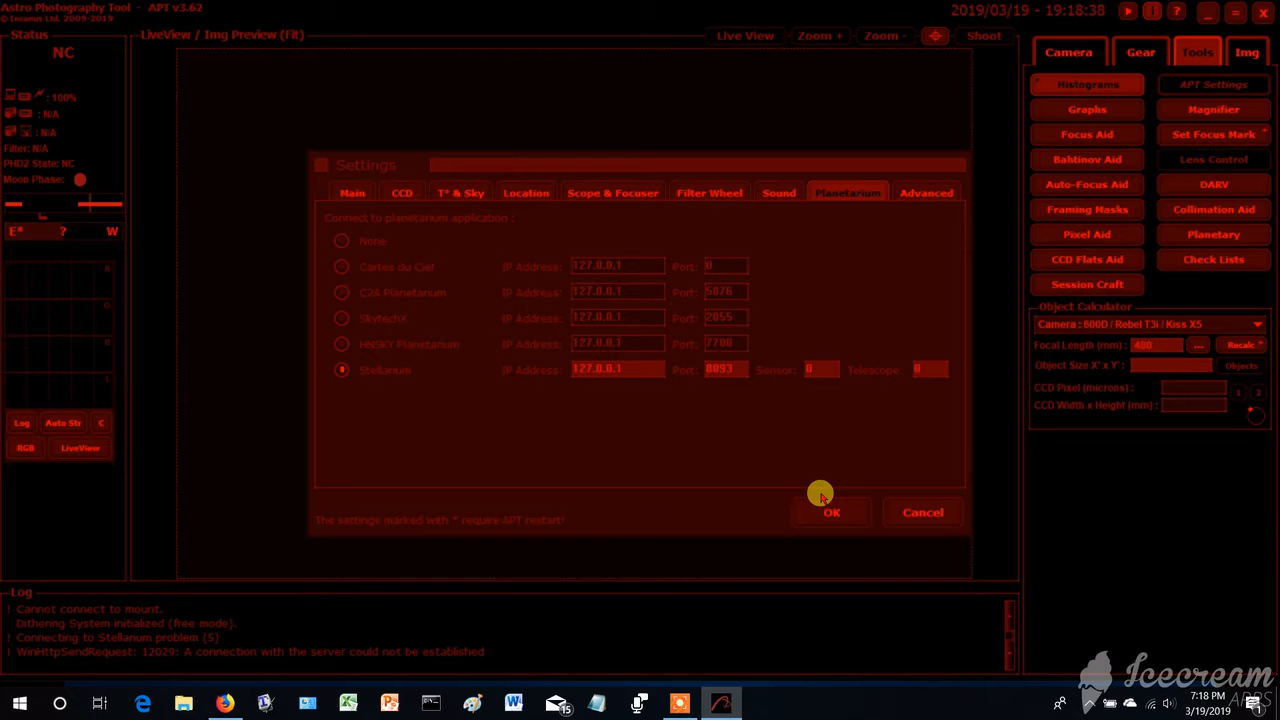 Astro Photography Tool - APT v3.62
© Incanus Ltd. 2009-2019
2019/03/19 - 19:18:38
i ? _ = X
Status
NC
: 100%
: N/A
: N/A
Filter: N/A
PHD2 State: NC
Moon Phase:
E* ? W
R
G
B
L
Log Auto Str C
RGB LiveView
LiveView / Img Preview (Fit)
Live View Zoom + Zoom - Shoot
Settings
Main CCD T° & Sky Location Scope & Focuser Filter Wheel Sound Planetarium Advanced
Connect to planetarium application :
None
Cartes du Ciel IP Address: 127.0.0.1 Port: 0
C2A Planetarium IP Address: 127.0.0.1 Port: 5876
SkytechX IP Address: 127.0.0.1 Port: 2055
HNSKY Planetarium IP Address: 127.0.0.1 Port: 7700
Stellarium IP Address: 127.0.0.1 Port: 8093 Sensor: 0 Telescope: 0
The settings marked with * require APT restart!
OK Cancel
Camera Gear Tools Img
Histograms APT Settings
Graphs Magnifier
Focus Aid Set Focus Mark
Bahtinov Aid Lens Control
Auto-Focus Aid DARV
Framing Masks Collimation Aid
Pixel Aid Planetary
CCD Flats Aid Check Lists
Session Craft
Object Calculator
Camera : 600D / Rebel T3i / Kiss X5
Focal Length (mm) : 480 ... Recalc
Object Size X' x Y' : Objects
CCD Pixel (microns) : 1 2
CCD Width x Height (mm) :
Log
! Cannot connect to mount.
Dithering System initialized (free mode).
! Connecting to Stellarium problem (5)
! WinHttpSendRequest: 12029: A connection with the server could not be established
Icecream
APPS
15
7:18 PM
3/19/2019